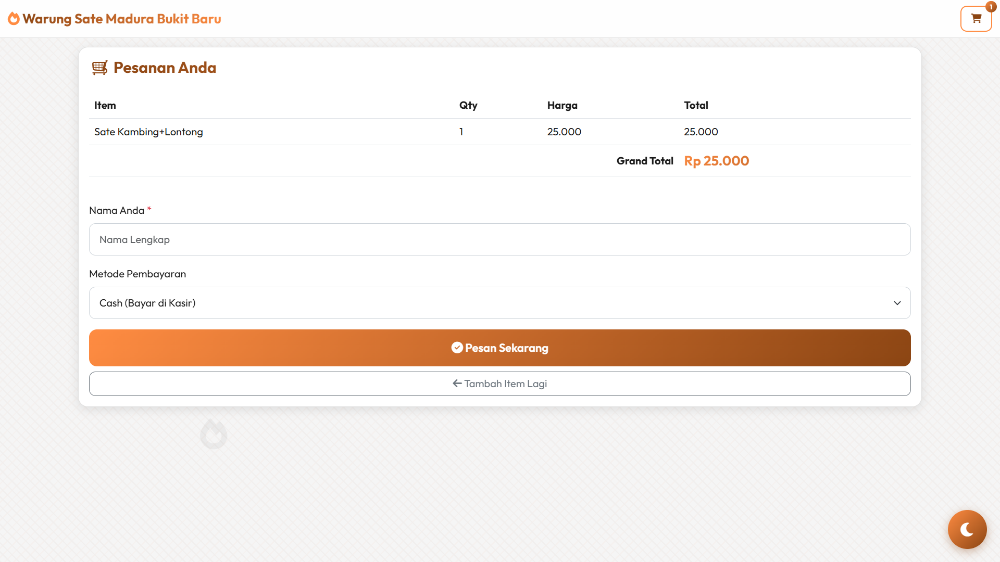 Warung Sate Madura Bukit Baru
1
Pesanan Anda
Item Qty Harga Total
Sate Kambing+Lontong 1 25.000 25.000
Grand Total Rp 25.000
Nama Anda *
Nama Lengkap
Metode Pembayaran
Cash (Bayar di Kasir)
Pesan Sekarang
Tambah Item Lagi